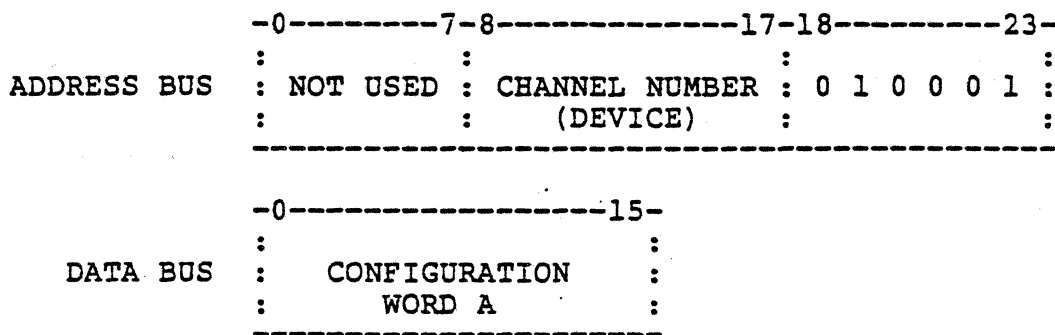 -0---------7-8--------------17-18---------23-
: : : :
ADDRESS BUS : NOT USED : CHANNEL NUMBER : 0 1 0 0 0 1 :
: : (DEVICE) : :
--------------------------------------------
-0-----------------15-
: :
DATA BUS : CONFIGURATION :
: WORD A :
----------------------